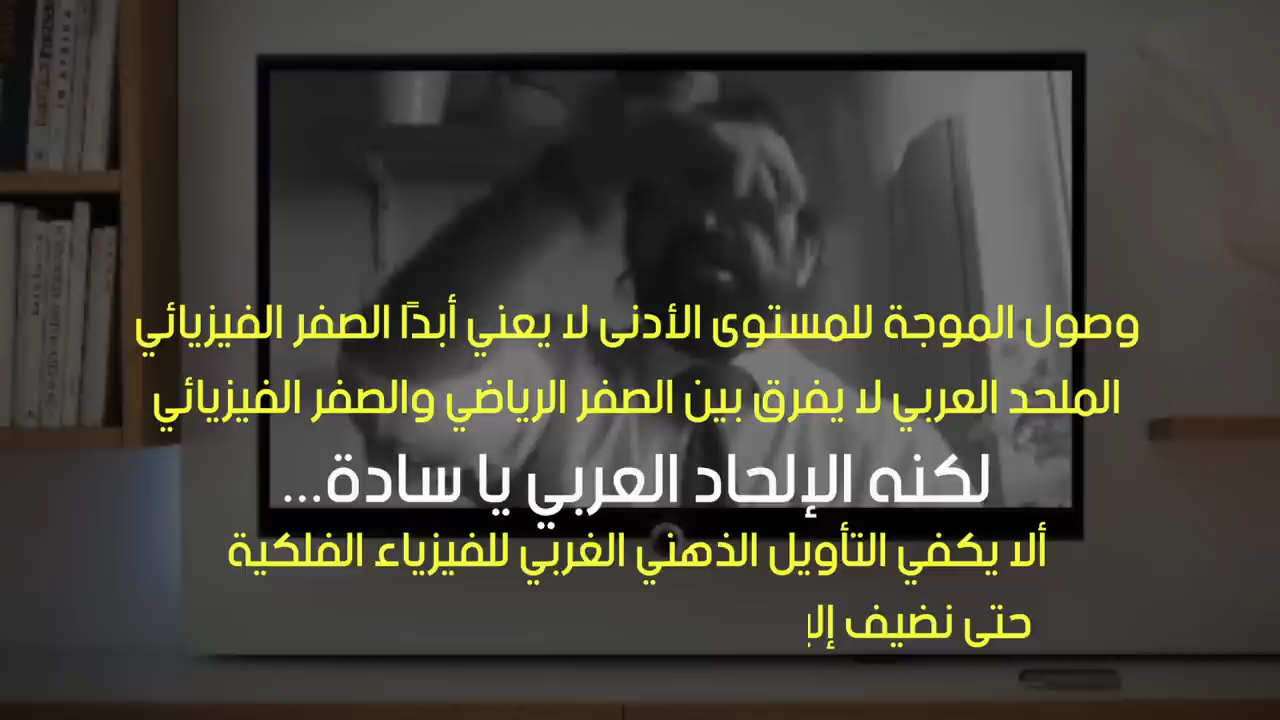 وصول الموجة للمستوى الأدنى لا يعني أبدًا الصفر الفيزيائي
الملحد العربي لا يفرق بين الصفر الرياضي والصفر الفيزيائي
لكنه الإلحاد العربي يا سادة...
ألا يكفي التأويل الذهني الغربي للفيزياء الفلكية
حتى نضيف إل